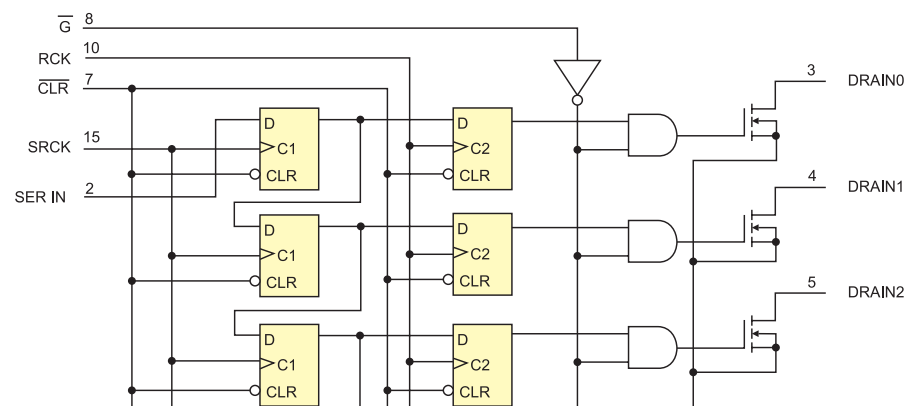 G̅ 8
RCK 10
C̅L̅R̅ 7
SRCK 15
SER IN 2
D
C1
CLR
D
C2
CLR
3 DRAIN0
D
C1
CLR
D
C2
CLR
4 DRAIN1
D
C1
CLR
D
C2
CLR
5 DRAIN2